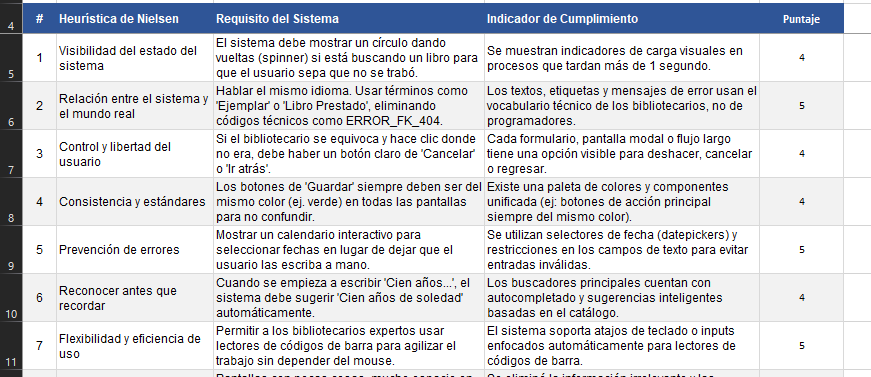 4 # Heurística de Nielsen Requisito del Sistema Indicador de Cumplimiento Puntaje
5 1 Visibilidad del estado del sistema El sistema debe mostrar un círculo dando vueltas (spinner) si está buscando un libro para que el usuario sepa que no se trabó. Se muestran indicadores de carga visuales en procesos que tardan más de 1 segundo. 4
6 2 Relación entre el sistema y el mundo real Hablar el mismo idioma. Usar términos como 'Ejemplar' o 'Libro Prestado', eliminando códigos técnicos como ERROR_FK_404. Los textos, etiquetas y mensajes de error usan el vocabulario técnico de los bibliotecarios, no de programadores. 5
7 3 Control y libertad del usuario Si el bibliotecario se equivoca y hace clic donde no era, debe haber un botón claro de 'Cancelar' o 'Ir atrás'. Cada formulario, pantalla modal o flujo largo tiene una opción visible para deshacer, cancelar o regresar. 4
8 4 Consistencia y estándares Los botones de 'Guardar' siempre deben ser del mismo color (ej. verde) en todas las pantallas para no confundir. Existe una paleta de colores y componentes unificada (ej: botones de acción principal siempre del mismo color). 4
9 5 Prevención de errores Mostrar un calendario interactivo para seleccionar fechas en lugar de dejar que el usuario las escriba a mano. Se utilizan selectores de fecha (datepickers) y restricciones en los campos de texto para evitar entradas inválidas. 5
10 6 Reconocer antes que recordar Cuando se empieza a escribir 'Cien años...', el sistema debe sugerir 'Cien años de soledad' automáticamente. Los buscadores principales cuentan con autocompletado y sugerencias inteligentes basadas en el catálogo. 4
11 7 Flexibilidad y eficiencia de uso Permitir a los bibliotecarios expertos usar lectores de códigos de barra para agilizar el trabajo sin depender del mouse. El sistema soporta atajos de teclado o inputs enfocados automáticamente para lectores de códigos de barra. 5